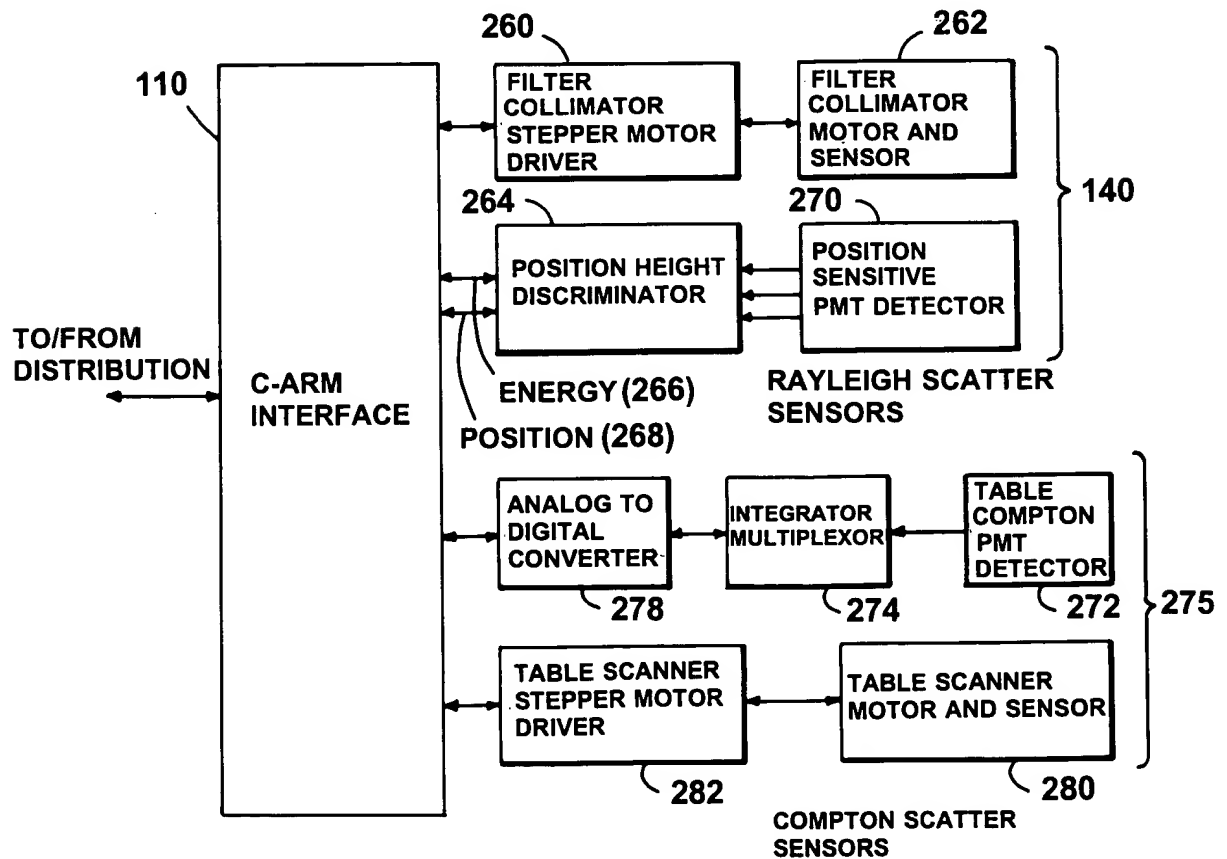 260
262
110
FILTER
COLLIMATOR
STEPPER MOTOR
DRIVER
FILTER
COLLIMATOR
MOTOR AND
SENSOR
140
264
270
POSITION HEIGHT
DISCRIMINATOR
POSITION
SENSITIVE
PMT DETECTOR
TO/FROM
DISTRIBUTION
C-ARM
INTERFACE
ENERGY (266)
POSITION (268)
RAYLEIGH SCATTER
SENSORS
ANALOG TO
DIGITAL
CONVERTER
INTEGRATOR
MULTIPLEXOR
TABLE
COMPTON
PMT
DETECTOR
278
274
272
275
TABLE SCANNER
STEPPER MOTOR
DRIVER
TABLE SCANNER
MOTOR AND SENSOR
282
280
COMPTON SCATTER
SENSORS